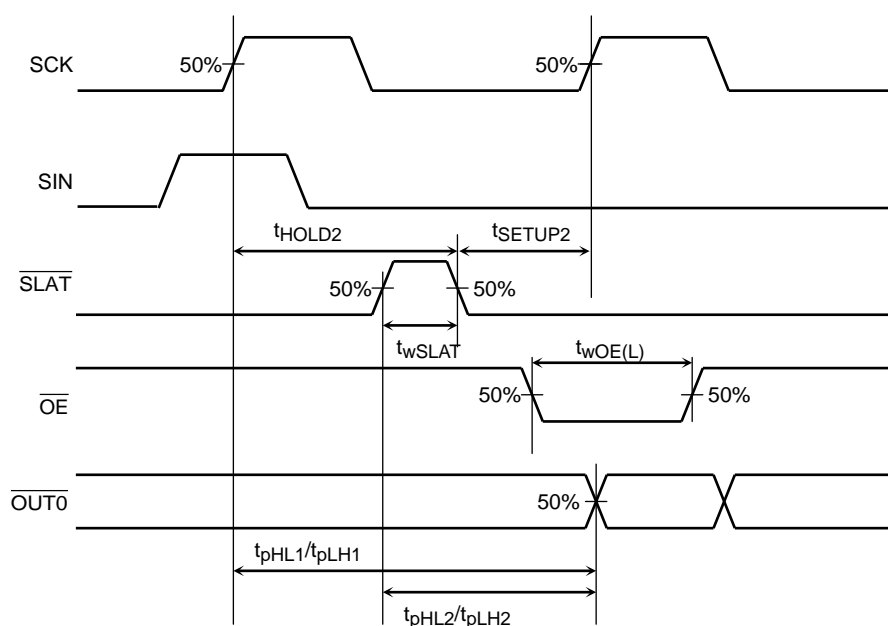 SCK
50%
50%
SIN
tHOLD2
tSETUP2
SLAT
50%
50%
twSLAT
twOE(L)
OE
50%
50%
OUT0
50%
tpHL1/tpLH1
tpHL2/tpLH2